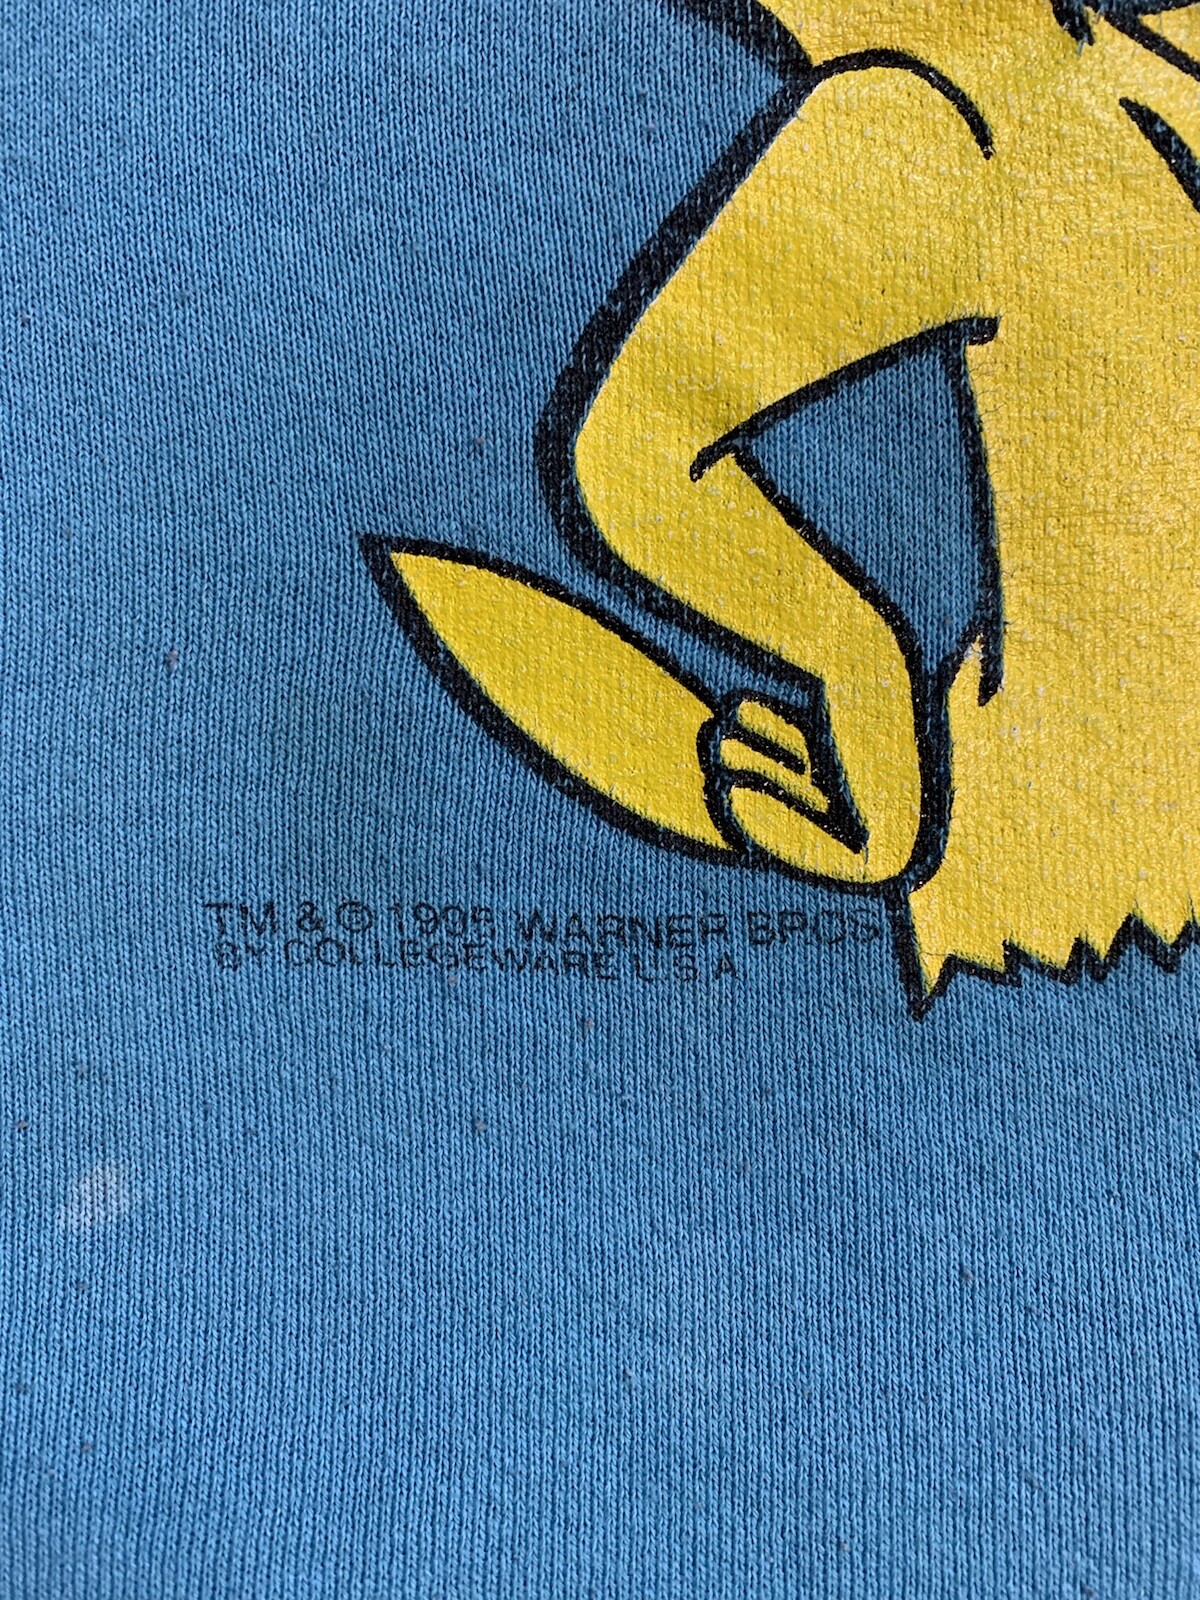 TM & © 1995 WARNER BROS
BY COLLEGEWARE U.S.A